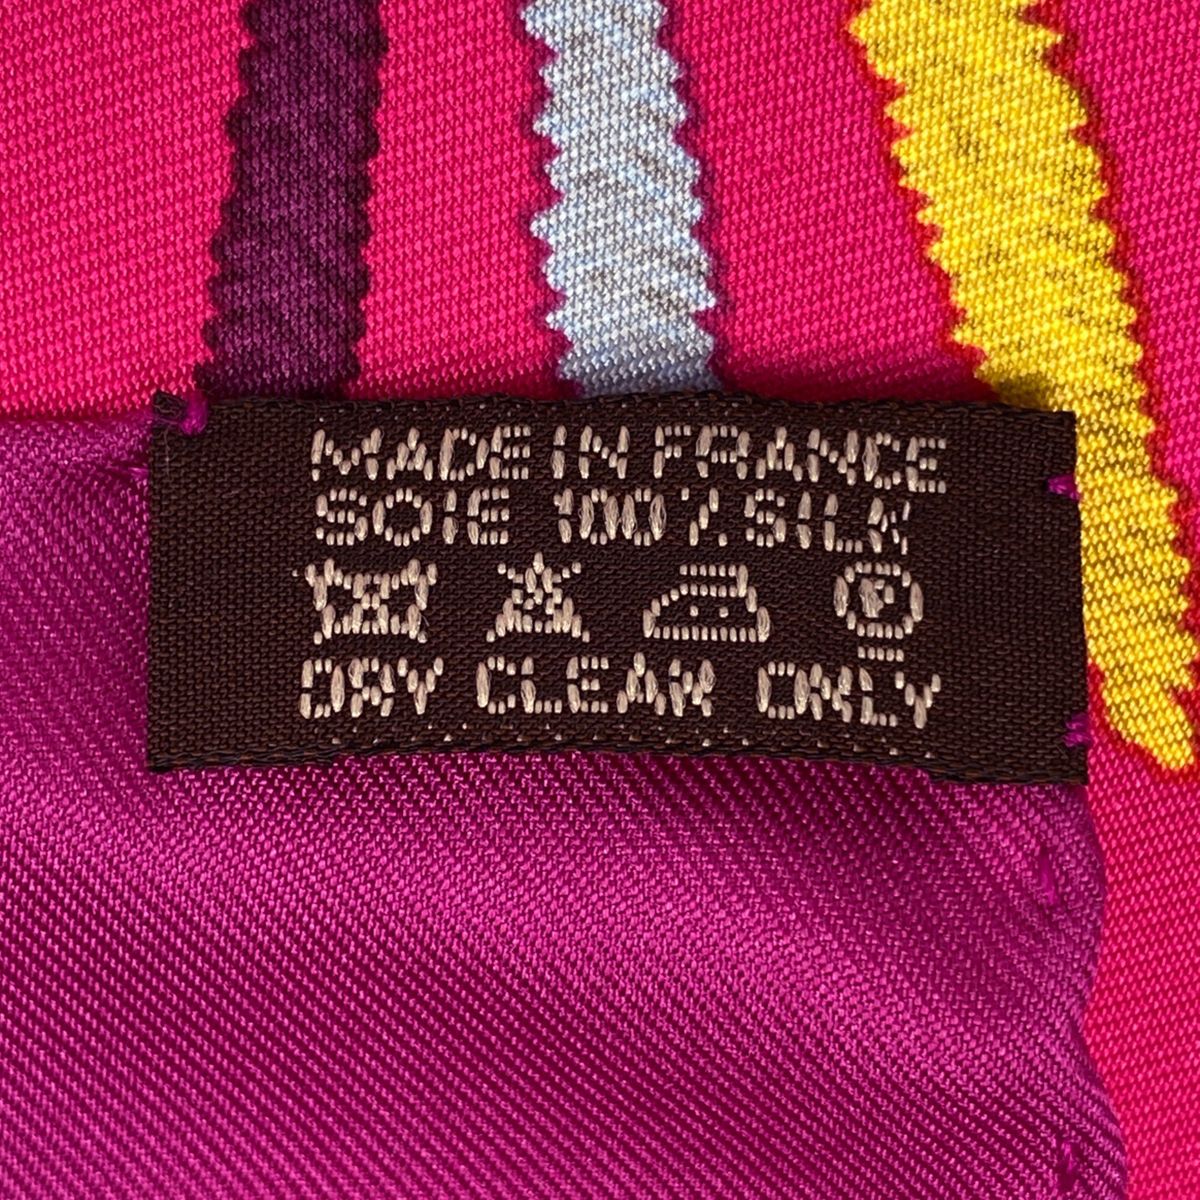 MADE IN FRANCE
SOIE 100% SILK
P
DRY CLEAN ONLY